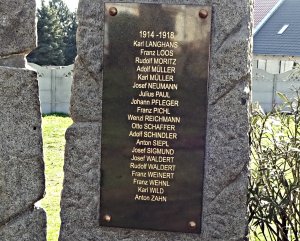 1914 - 1918
Karl LANGHANS
Franz LOOS
Rudolf MORITZ
Adolf MÜLLER
Karl MÜLLER
Josef NEUMANN
Julius PAUL
Johann PFLEGER
Franz PICHL
Wenzl REICHMANN
Otto SCHAFFER
Adolf SCHINDLER
Anton SIEPL
Josef SIGMUND
Josef WALDERT
Rudolf WALDERT
Franz WEINERT
Franz WEHNL
Karl WILD
Anton ZAHN